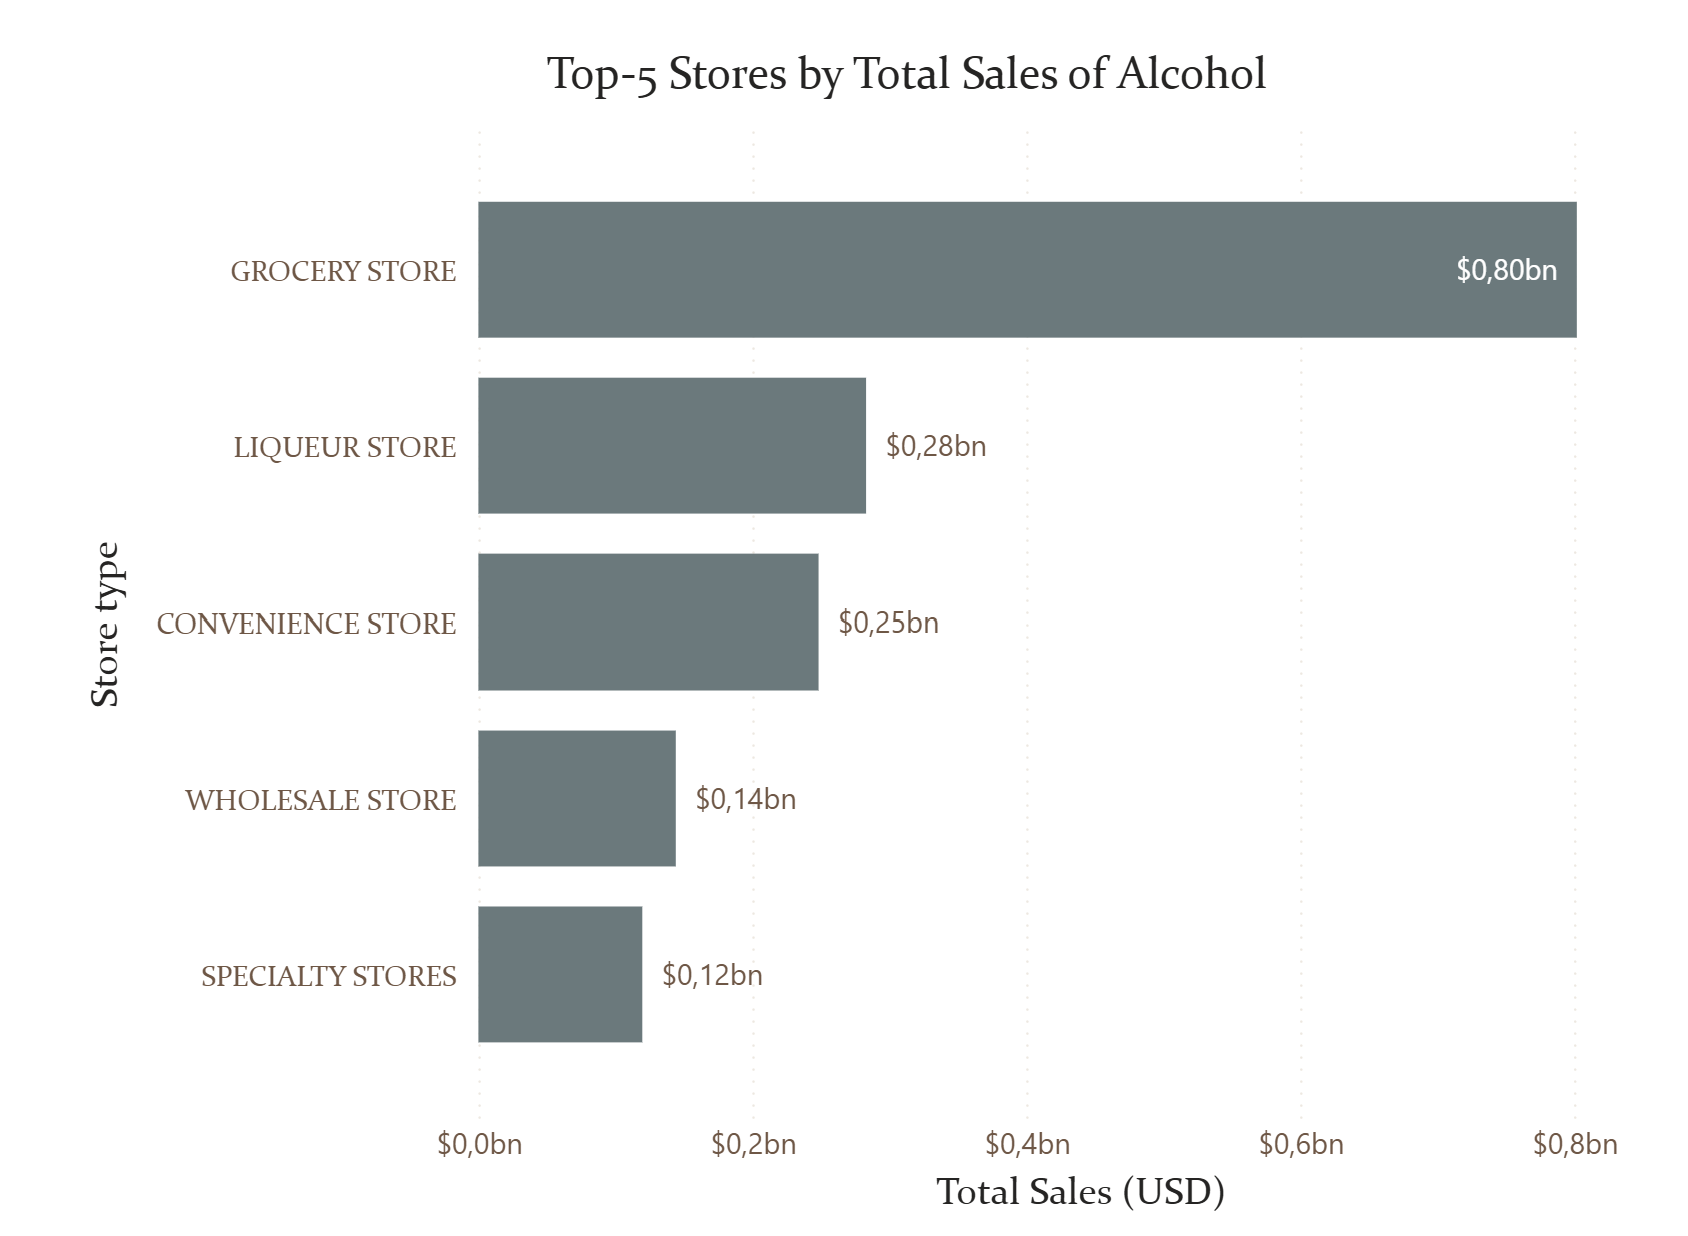 Top-5 Stores by Total Sales of Alcohol
GROCERY STORE
$0,80bn
LIQUEUR STORE
$0,28bn
CONVENIENCE STORE
$0,25bn
WHOLESALE STORE
$0,14bn
SPECIALTY STORES
$0,12bn
Store type
$0,0bn
$0,2bn
$0,4bn
$0,6bn
$0,8bn
Total Sales (USD)